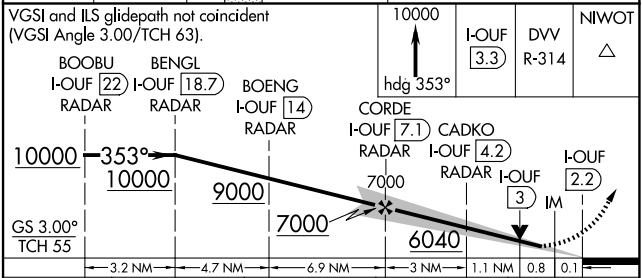 VGSI and ILS glidepath not coincident
(VGSI Angle 3.00/TCH 63).
10000
hdg 353°
I-OUF
3.3
DVV
R-314
NIWOT
BOOBU
I-OUF 22
RADAR
BENGL
I-OUF 18.7
RADAR
BOENG
I-OUF 14
RADAR
CORDE
I-OUF 7.1
RADAR
CADKO
I-OUF 4.2
RADAR
I-OUF
3
IM
I-OUF
2.2
10000
353°
10000
9000
7000
7000
6040
GS 3.00°
TCH 55
3.2 NM
4.7 NM
6.9 NM
3 NM
1.1 NM
0.8
0.1